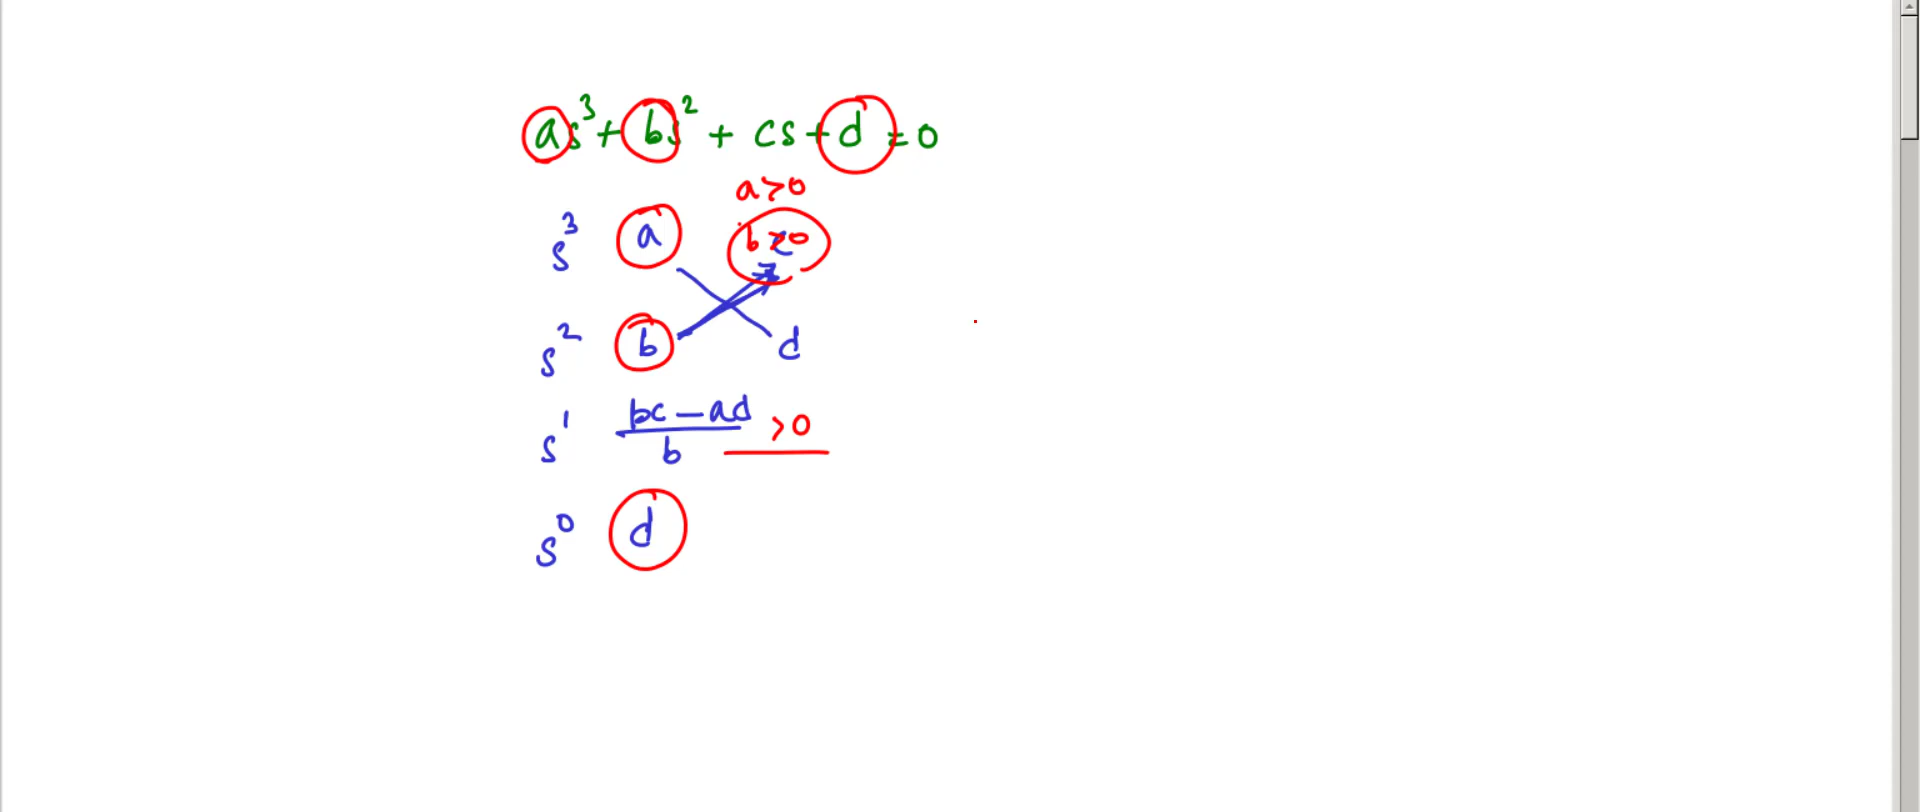 as³ + bs² + cs + d = 0
a>0
s³ a b>0 c
s² b d
s¹ bc - ad / b >0
s⁰ d